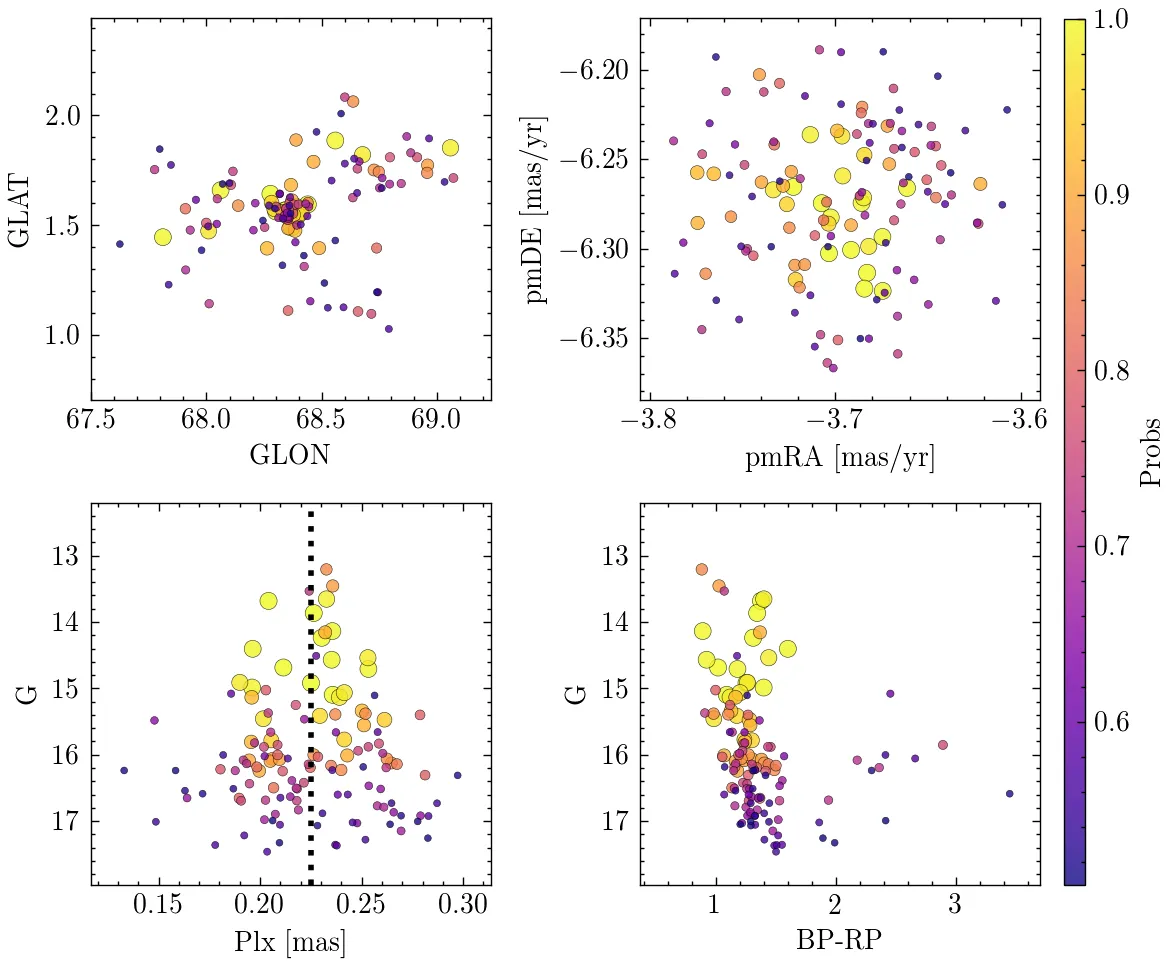 2.0
1.5
1.0
GLAT
67.5 68.0 68.5 69.0
GLON
−6.20
−6.25
−6.30
−6.35
pmDE [mas/yr]
−3.8 −3.7 −3.6
pmRA [mas/yr]
13
14
15
16
17
G
0.15 0.20 0.25 0.30
Plx [mas]
13
14
15
16
17
G
1 2 3
BP-RP
1.0
0.9
0.8
0.7
0.6
Probs